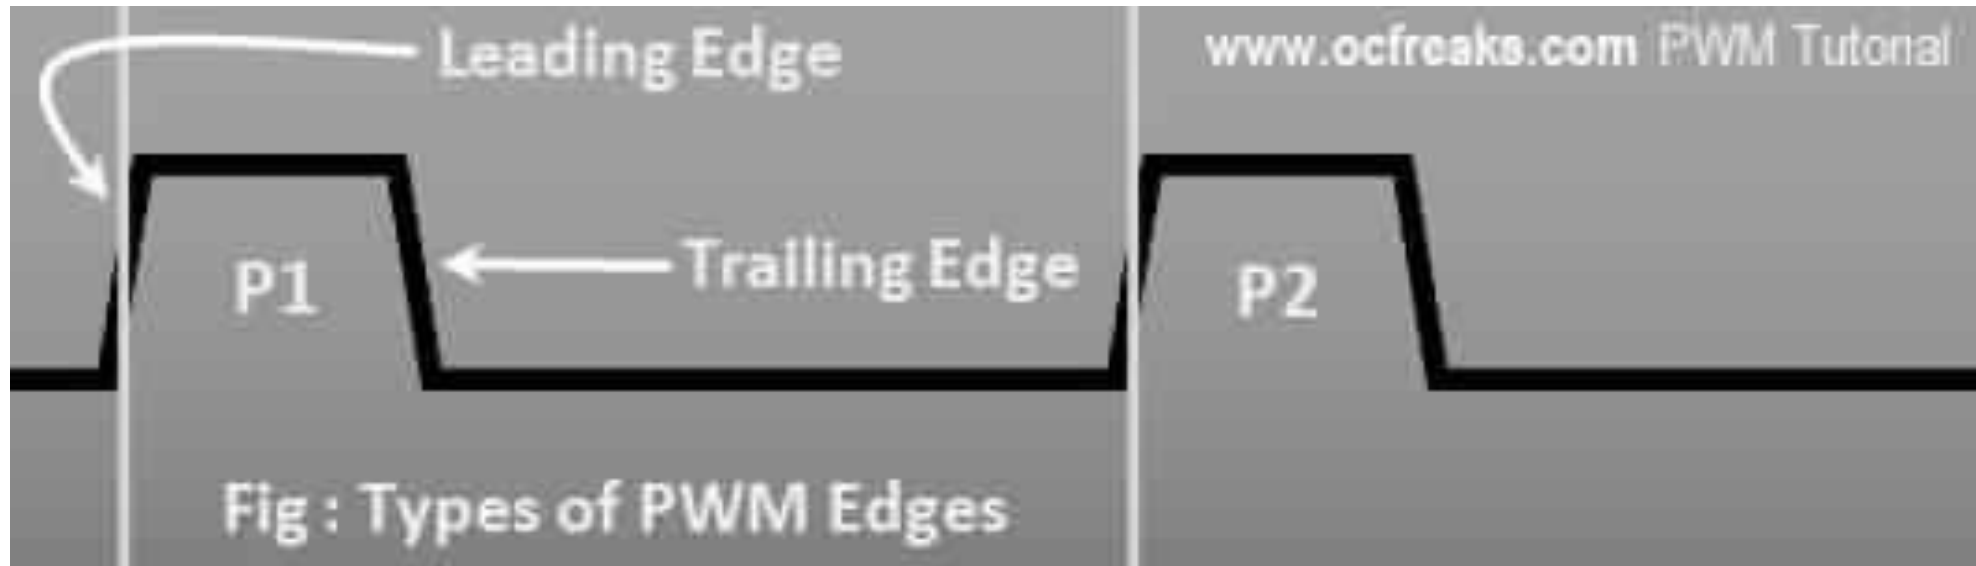 Leading Edge
www.ocfreaks.com PWM Tutorial
P1
Trailing Edge
P2
Fig : Types of PWM Edges